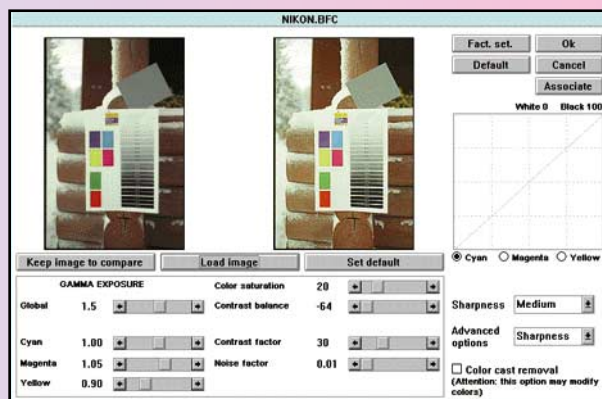 NIKON.BFC
Fact. set. Ok
Default Cancel
Associate
White 0 Black 100
Cyan Magenta Yellow
Keep image to compare Load image Set default
GAMMA EXPOSURE
Global 1.5
Cyan 1.00
Magenta 1.05
Yellow 0.90
Color saturation 20
Contrast balance -64
Contrast factor 30
Noise factor 0.01
Sharpness Medium
Advanced
options Sharpness
Color cast removal
(Attention: this option may modify
colors)